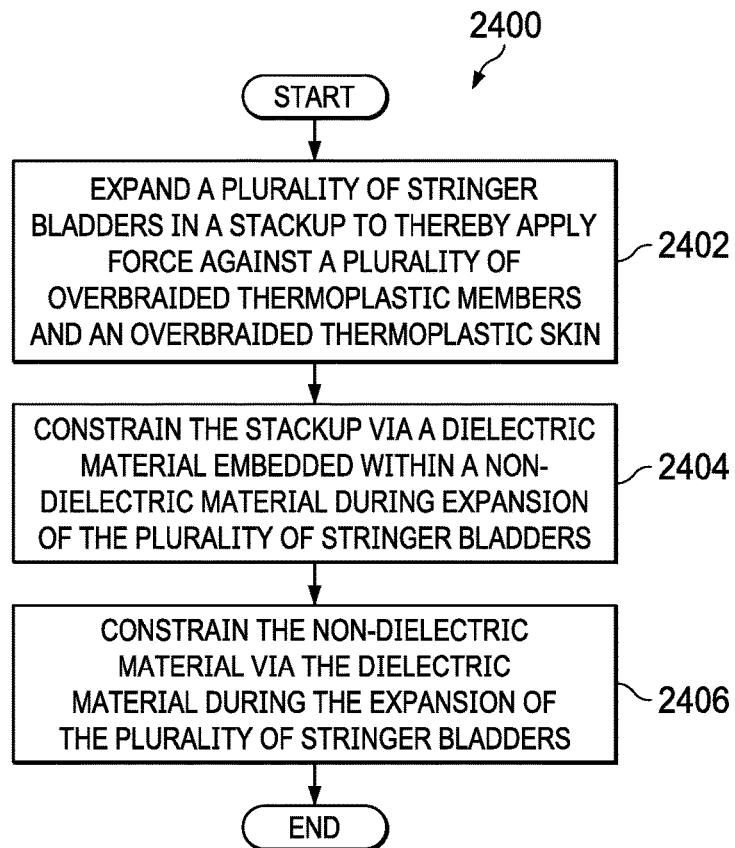 2400
START
EXPAND A PLURALITY OF STRINGER
BLADDERS IN A STACKUP TO THEREBY APPLY
FORCE AGAINST A PLURALITY OF
OVERBRAIDED THERMOPLASTIC MEMBERS
AND AN OVERBRAIDED THERMOPLASTIC SKIN
2402
CONSTRAIN THE STACKUP VIA A DIELECTRIC
MATERIAL EMBEDDED WITHIN A NON-
DIELECTRIC MATERIAL DURING EXPANSION
OF THE PLURALITY OF STRINGER BLADDERS
2404
CONSTRAIN THE NON-DIELECTRIC
MATERIAL VIA THE DIELECTRIC
MATERIAL DURING THE EXPANSION OF
THE PLURALITY OF STRINGER BLADDERS
2406
END